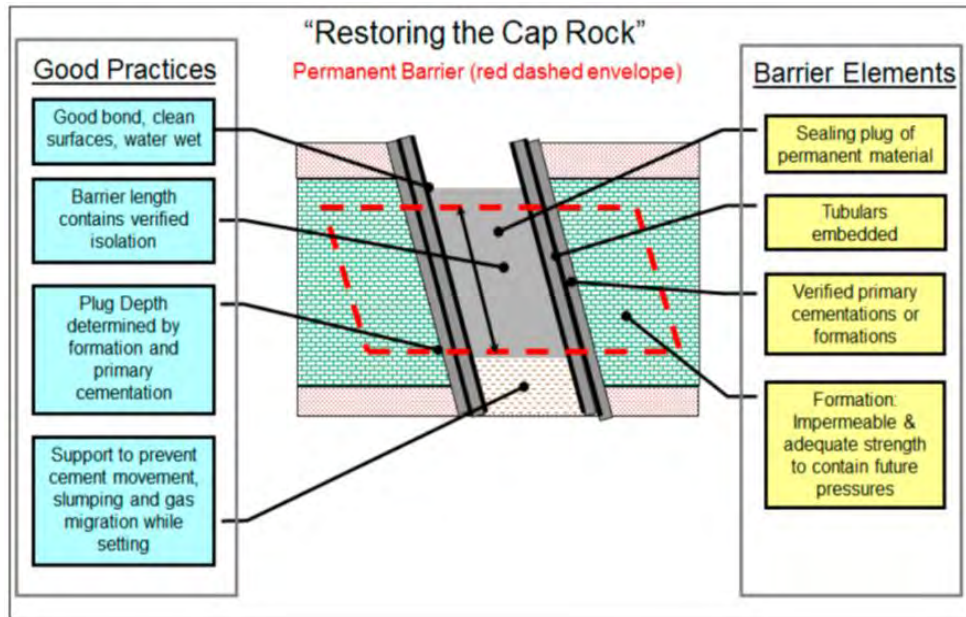 “Restoring the Cap Rock”
Permanent Barrier (red dashed envelope)
Good Practices
Good bond, clean
surfaces, water wet
Barrier length
contains verified
isolation
Plug Depth
determined by
formation and
primary
cementation
Support to prevent
cement movement,
slumping and gas
migration while
setting
Barrier Elements
Sealing plug of
permanent material
Tubulars
embedded
Verified primary
cementations or
formations
Formation:
Impermeable &
adequate strength
to contain future
pressures